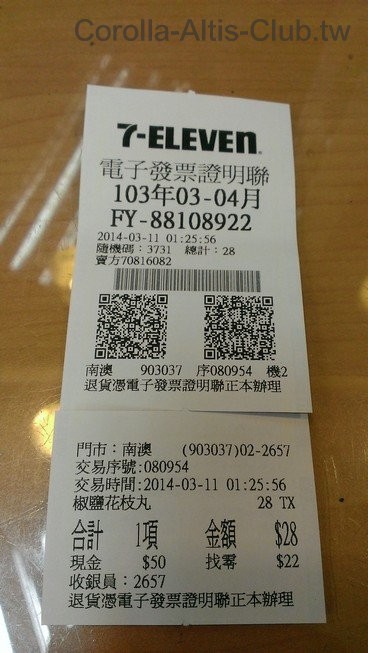 Corolla-Altis-Club.tw
7-ELEVEN
電子發票證明聯
103年03-04月
FY-88108922
2014-03-11 01:25:56
隨機碼:3731 總計:28
賣方70816082
南澳 903037 序080954 機2
退貨憑電子發票證明聯正本辦理
門市:南澳 (903037)02-2657
交易序號:080954
交易時間:2014-03-11 01:25:56
椒鹽花枝丸 28 TX
合計 1項 金額 $28
現金 $50 找零 $22
收銀員:2657
退貨憑電子發票證明聯正本辦理